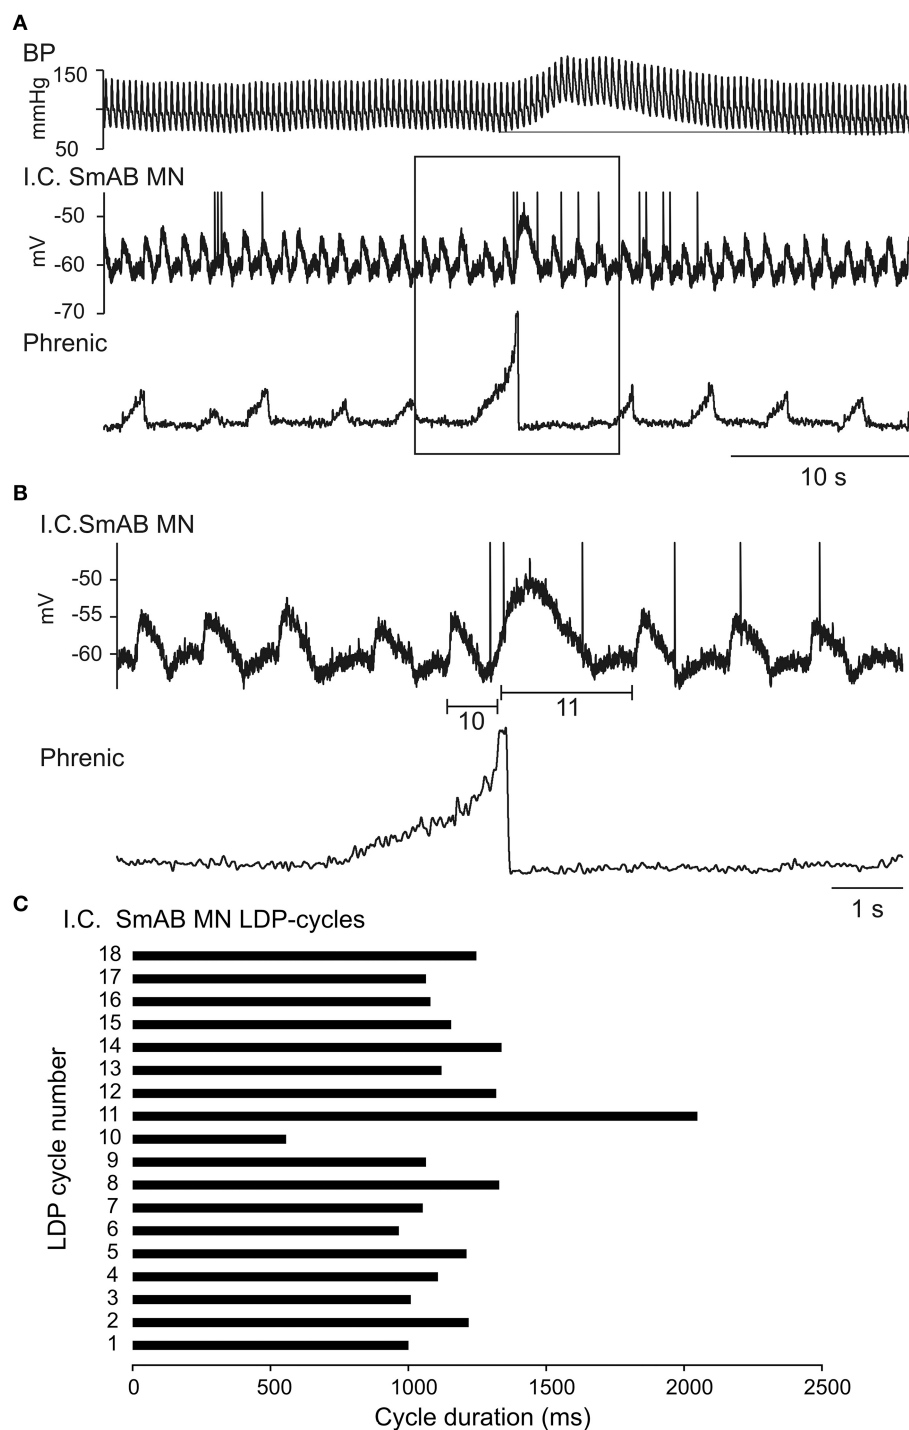 A
BP
150
mmHg
50
I.C. SmAB MN
-50
mV
-60
-70
Phrenic
10 s
B
I.C.SmAB MN
-50
mV
-55
-60
10
11
Phrenic
1 s
C
I.C. SmAB MN LDP-cycles
18
17
16
15
14
13
12
11
10
9
8
7
6
5
4
3
2
1
LDP cycle number
0 500 1000 1500 2000 2500
Cycle duration (ms)